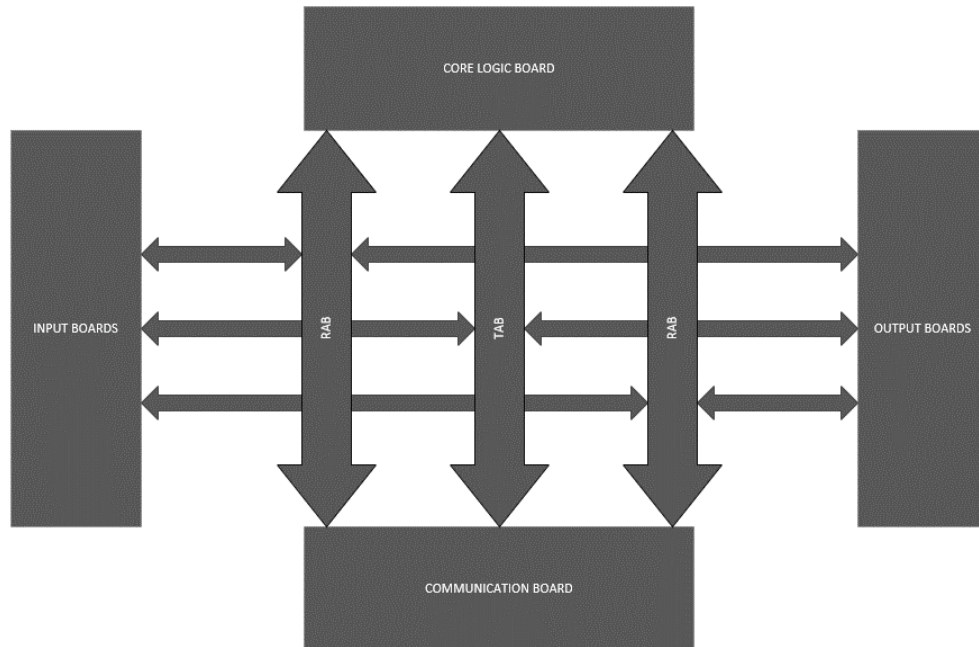 CORE LOGIC BOARD
INPUT BOARDS
RAB
TAB
RAB
OUTPUT BOARDS
COMMUNICATION BOARD